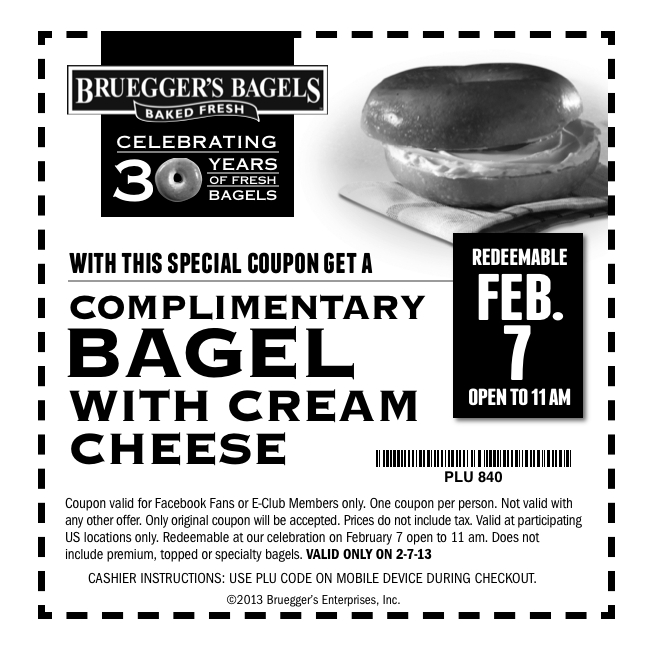 BRUEGGER'S BAGELS
BAKED FRESH
CELEBRATING
30 YEARS
OF FRESH
BAGELS
WITH THIS SPECIAL COUPON GET A
COMPLIMENTARY
BAGEL
WITH CREAM
CHEESE
REDEEMABLE
FEB.
7
OPEN TO 11 AM
PLU 840
Coupon valid for Facebook Fans or E-Club Members only. One coupon per person. Not valid with
any other offer. Only original coupon will be accepted. Prices do not include tax. Valid at participating
US locations only. Redeemable at our celebration on February 7 open to 11 am. Does not
include premium, topped or specialty bagels. VALID ONLY ON 2-7-13
CASHIER INSTRUCTIONS: USE PLU CODE ON MOBILE DEVICE DURING CHECKOUT.
©2013 Bruegger's Enterprises, Inc.